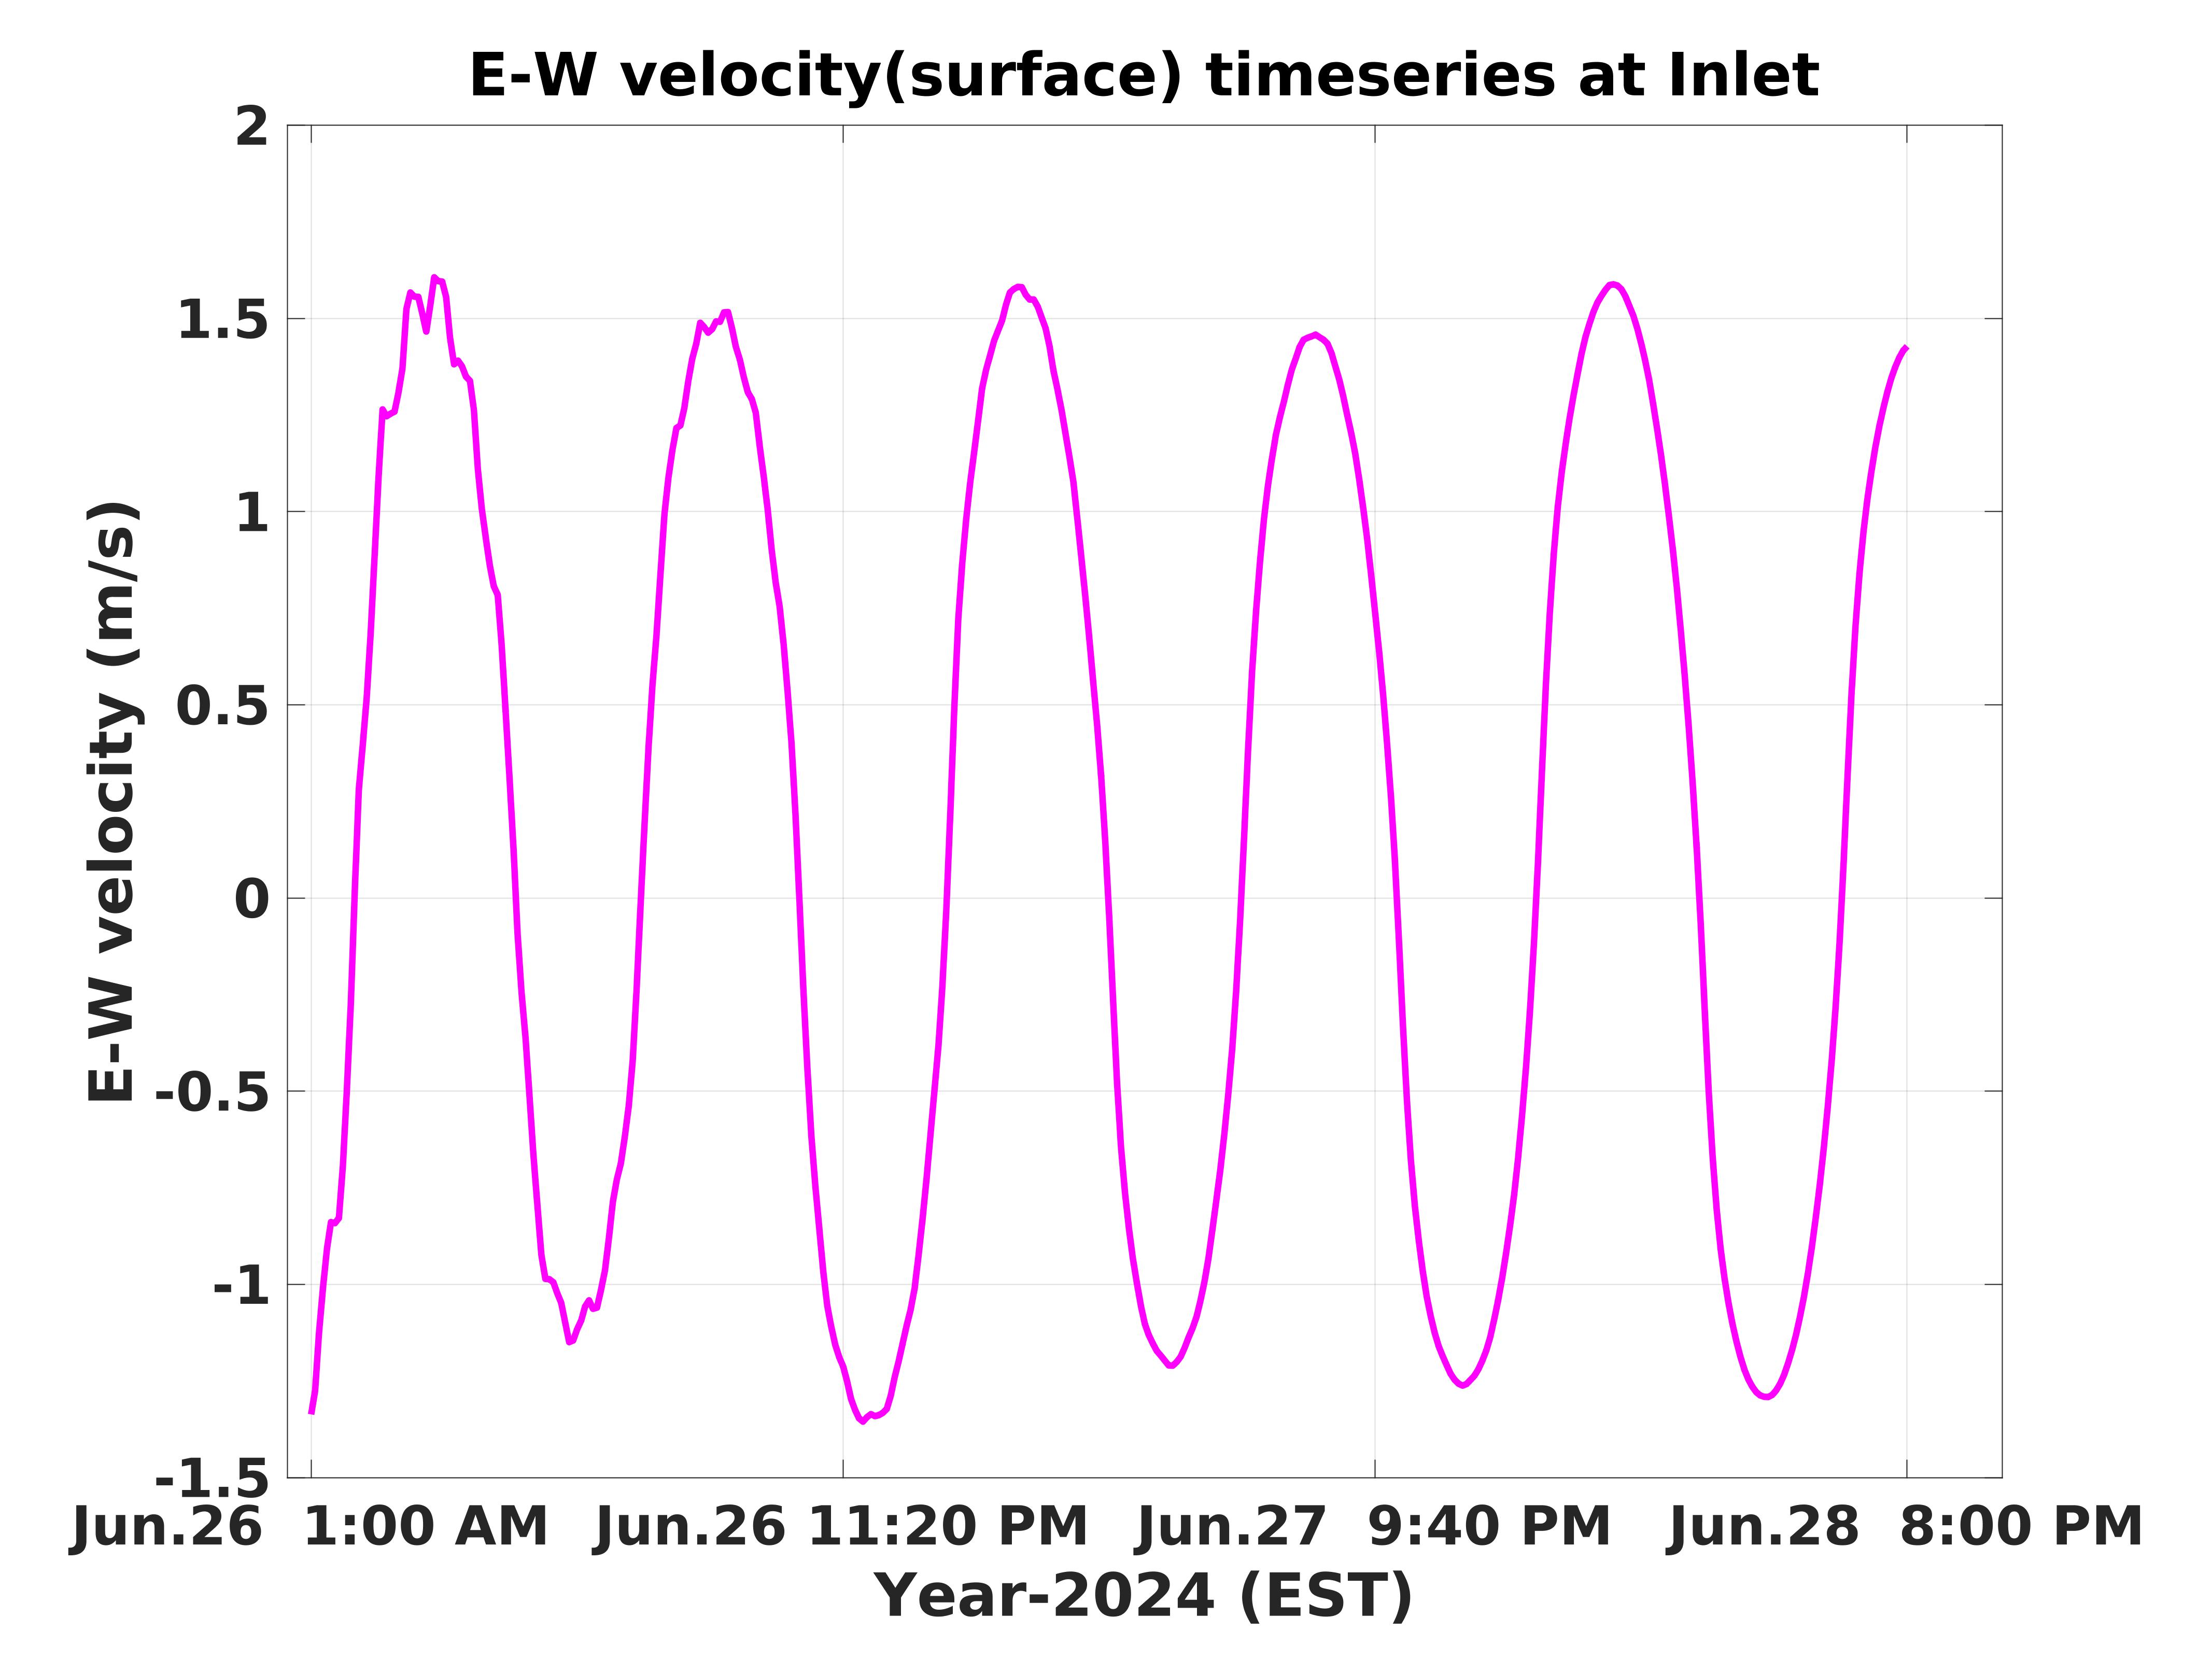 E-W velocity(surface) timeseries at Inlet
E-W velocity (m/s)
2
1.5
1
0.5
0
-0.5
-1
-1.5
Jun.26 1:00 AM Jun.26 11:20 PM Jun.27 9:40 PM Jun.28 8:00 PM
Year-2024 (EST)